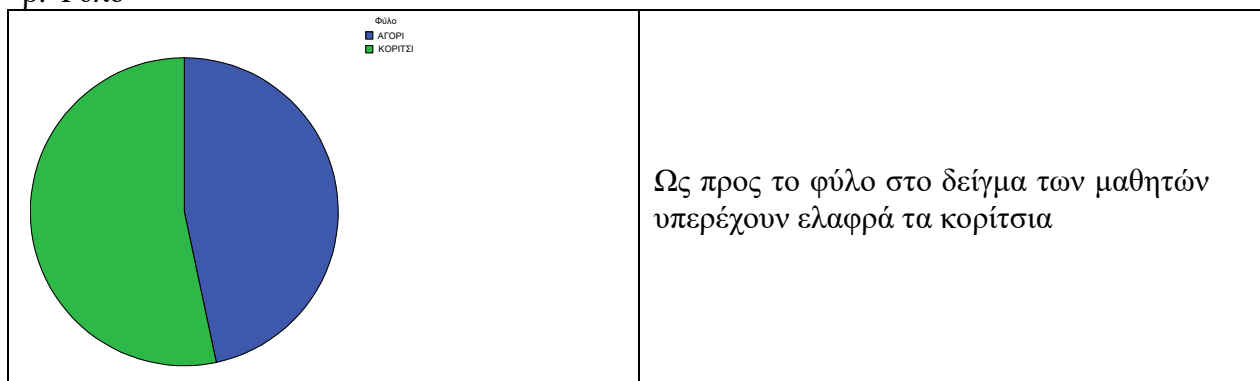 Φύλο
ΑΓΟΡΙ
ΚΟΡΙΤΣΙ
Ως προς το φύλο στο δείγμα των μαθητών
υπερέχουν ελαφρά τα κορίτσια